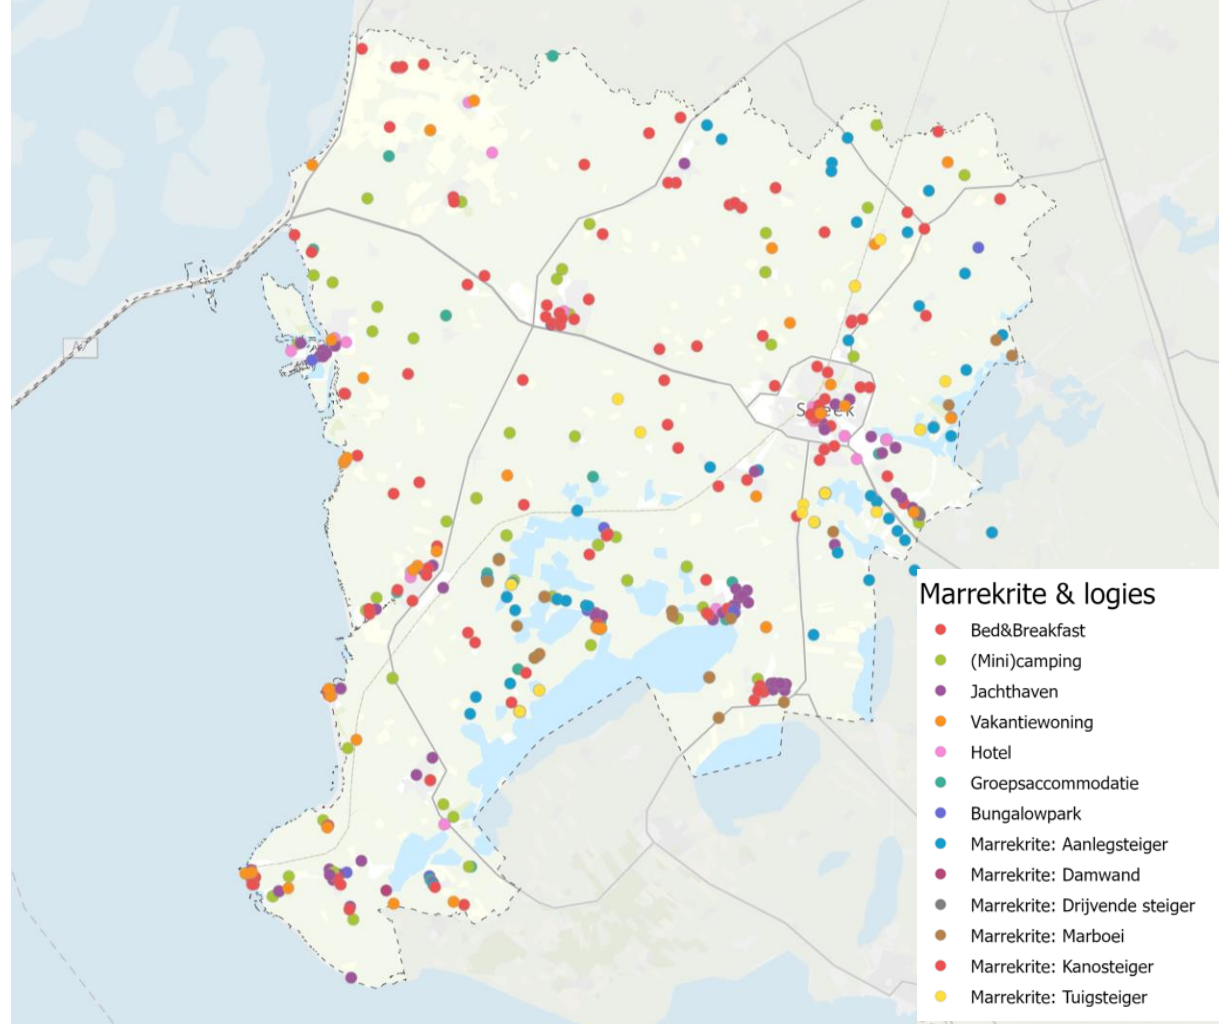 Marrekrite & logies
Bed&Breakfast
(Mini)camping
Jachthaven
Vakantiewoning
Hotel
Groepsaccommodatie
Bungalowpark
Marrekrite: Aanlegsteiger
Marrekrite: Damwand
Marrekrite: Drijvende steiger
Marrekrite: Marboei
Marrekrite: Kanosteiger
Marrekrite: Tuigsteiger